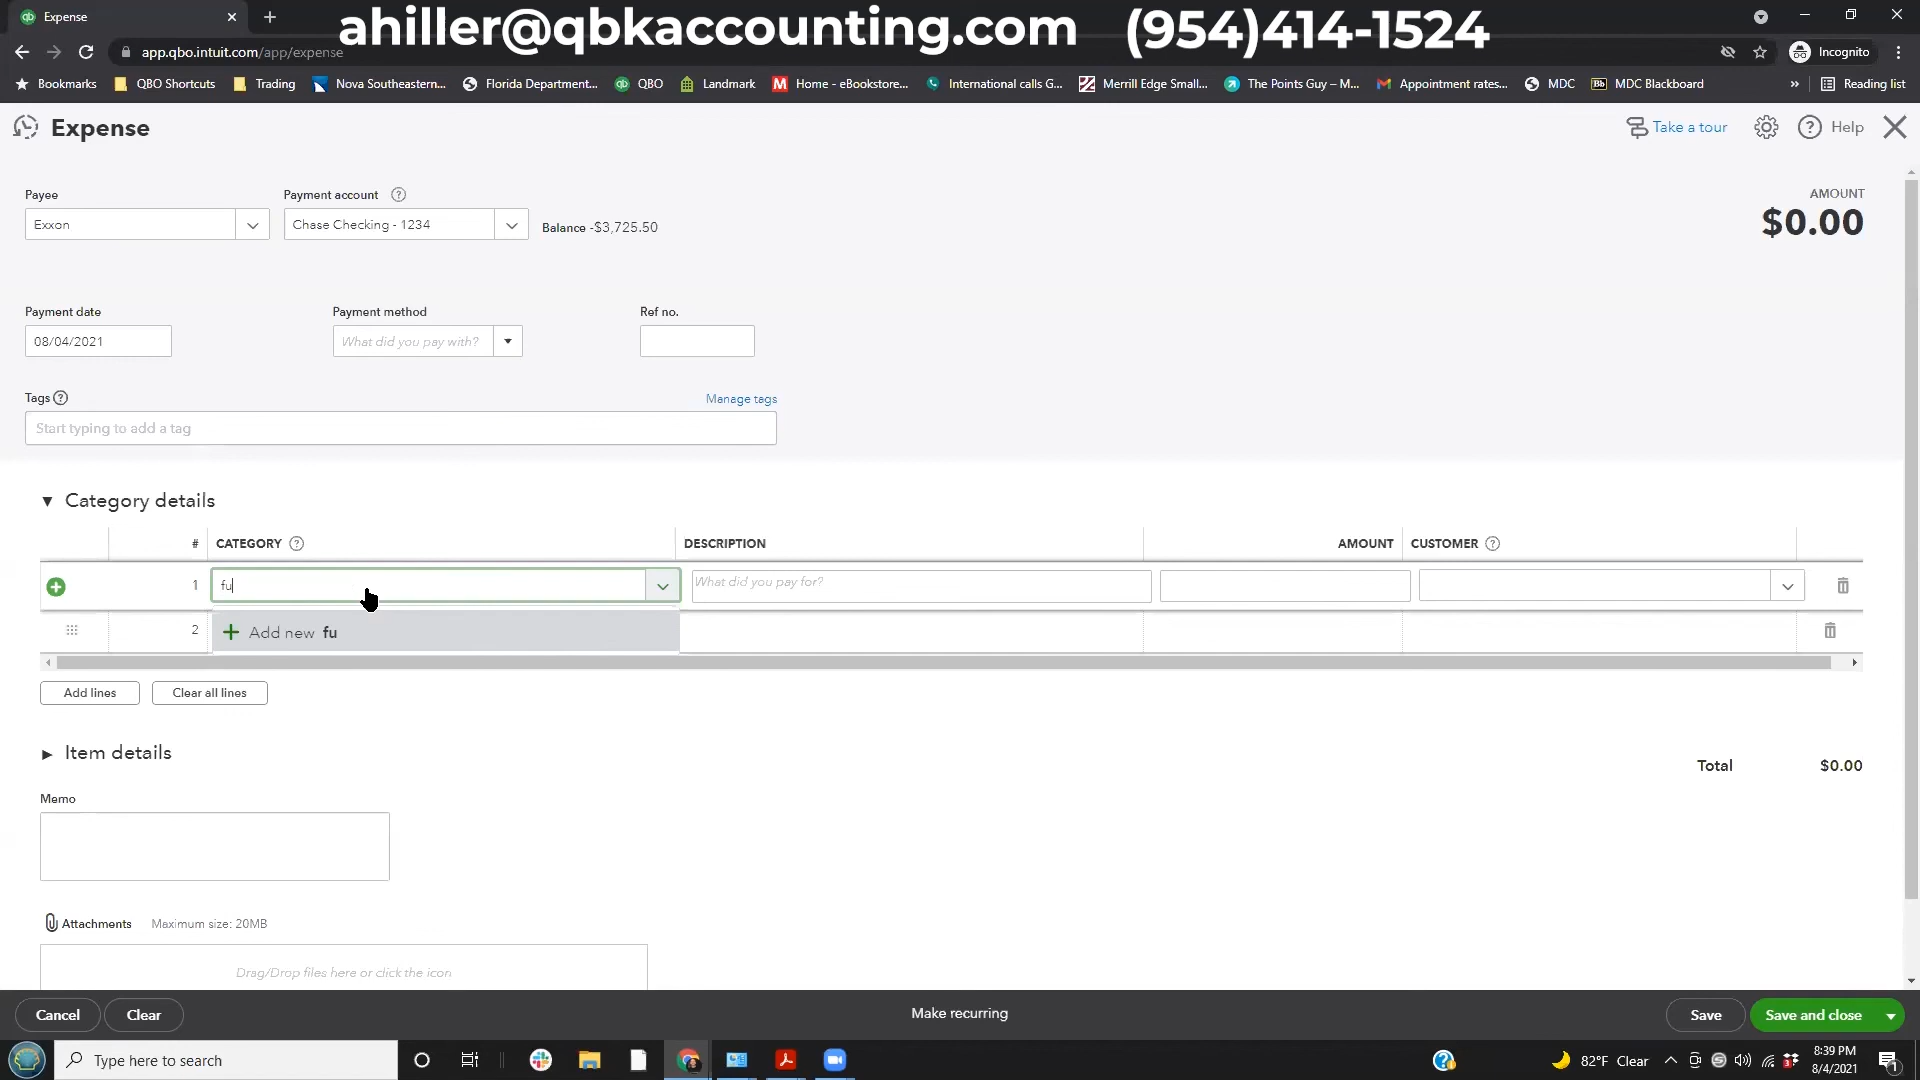 Expense
ahiller@qbkaccounting.com (954)414-1524
app.qbo.intuit.com/app/expense
Incognito
Bookmarks QBO Shortcuts Trading Nova Southeastern... Florida Department... QBO Landmark Home - eBookstore... International calls G... Merrill Edge Small... The Points Guy – M... Appointment rates... MDC MDC Blackboard » Reading list
Expense
Take a tour Help
Payee Payment account AMOUNT
Exxon Chase Checking - 1234 Balance -$3,725.50 $0.00
Payment date Payment method Ref no.
08/04/2021 What did you pay with?
Tags Manage tags
Start typing to add a tag
Category details
# CATEGORY DESCRIPTION AMOUNT CUSTOMER
1 fu What did you pay for?
2 + Add new fu
Add lines Clear all lines
Item details
Total $0.00
Memo
Attachments Maximum size: 20MB
Drag/Drop files here or click the icon
Cancel Clear Make recurring Save Save and close
Type here to search
82°F Clear
8:39 PM
8/4/2021